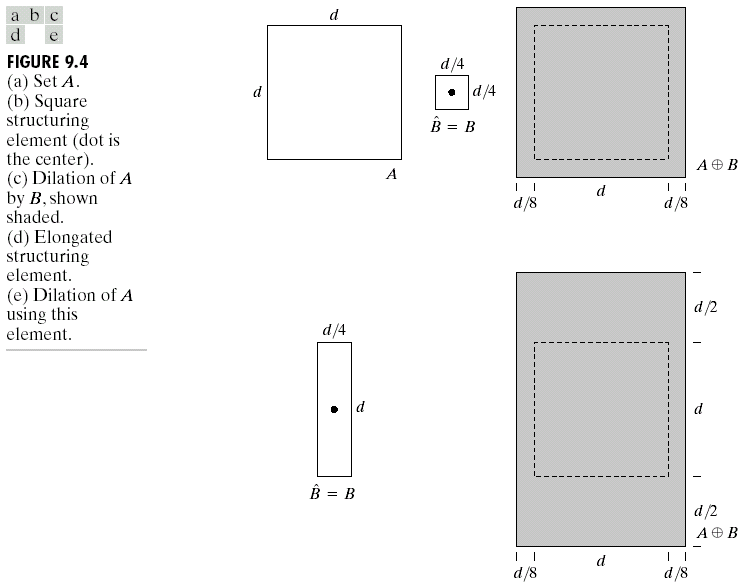 a b c
d e
FIGURE 9.4
(a) Set A.
(b) Square
structuring
element (dot is
the center).
(c) Dilation of A
by B, shown
shaded.
(d) Elongated
structuring
element.
(e) Dilation of A
using this
element.
d
d
A
d/4
d/4
B̂ = B
A ⊕ B
d/8
d
d/8
d/4
d
B̂ = B
d/2
d
d/2
A ⊕ B
d/8
d
d/8